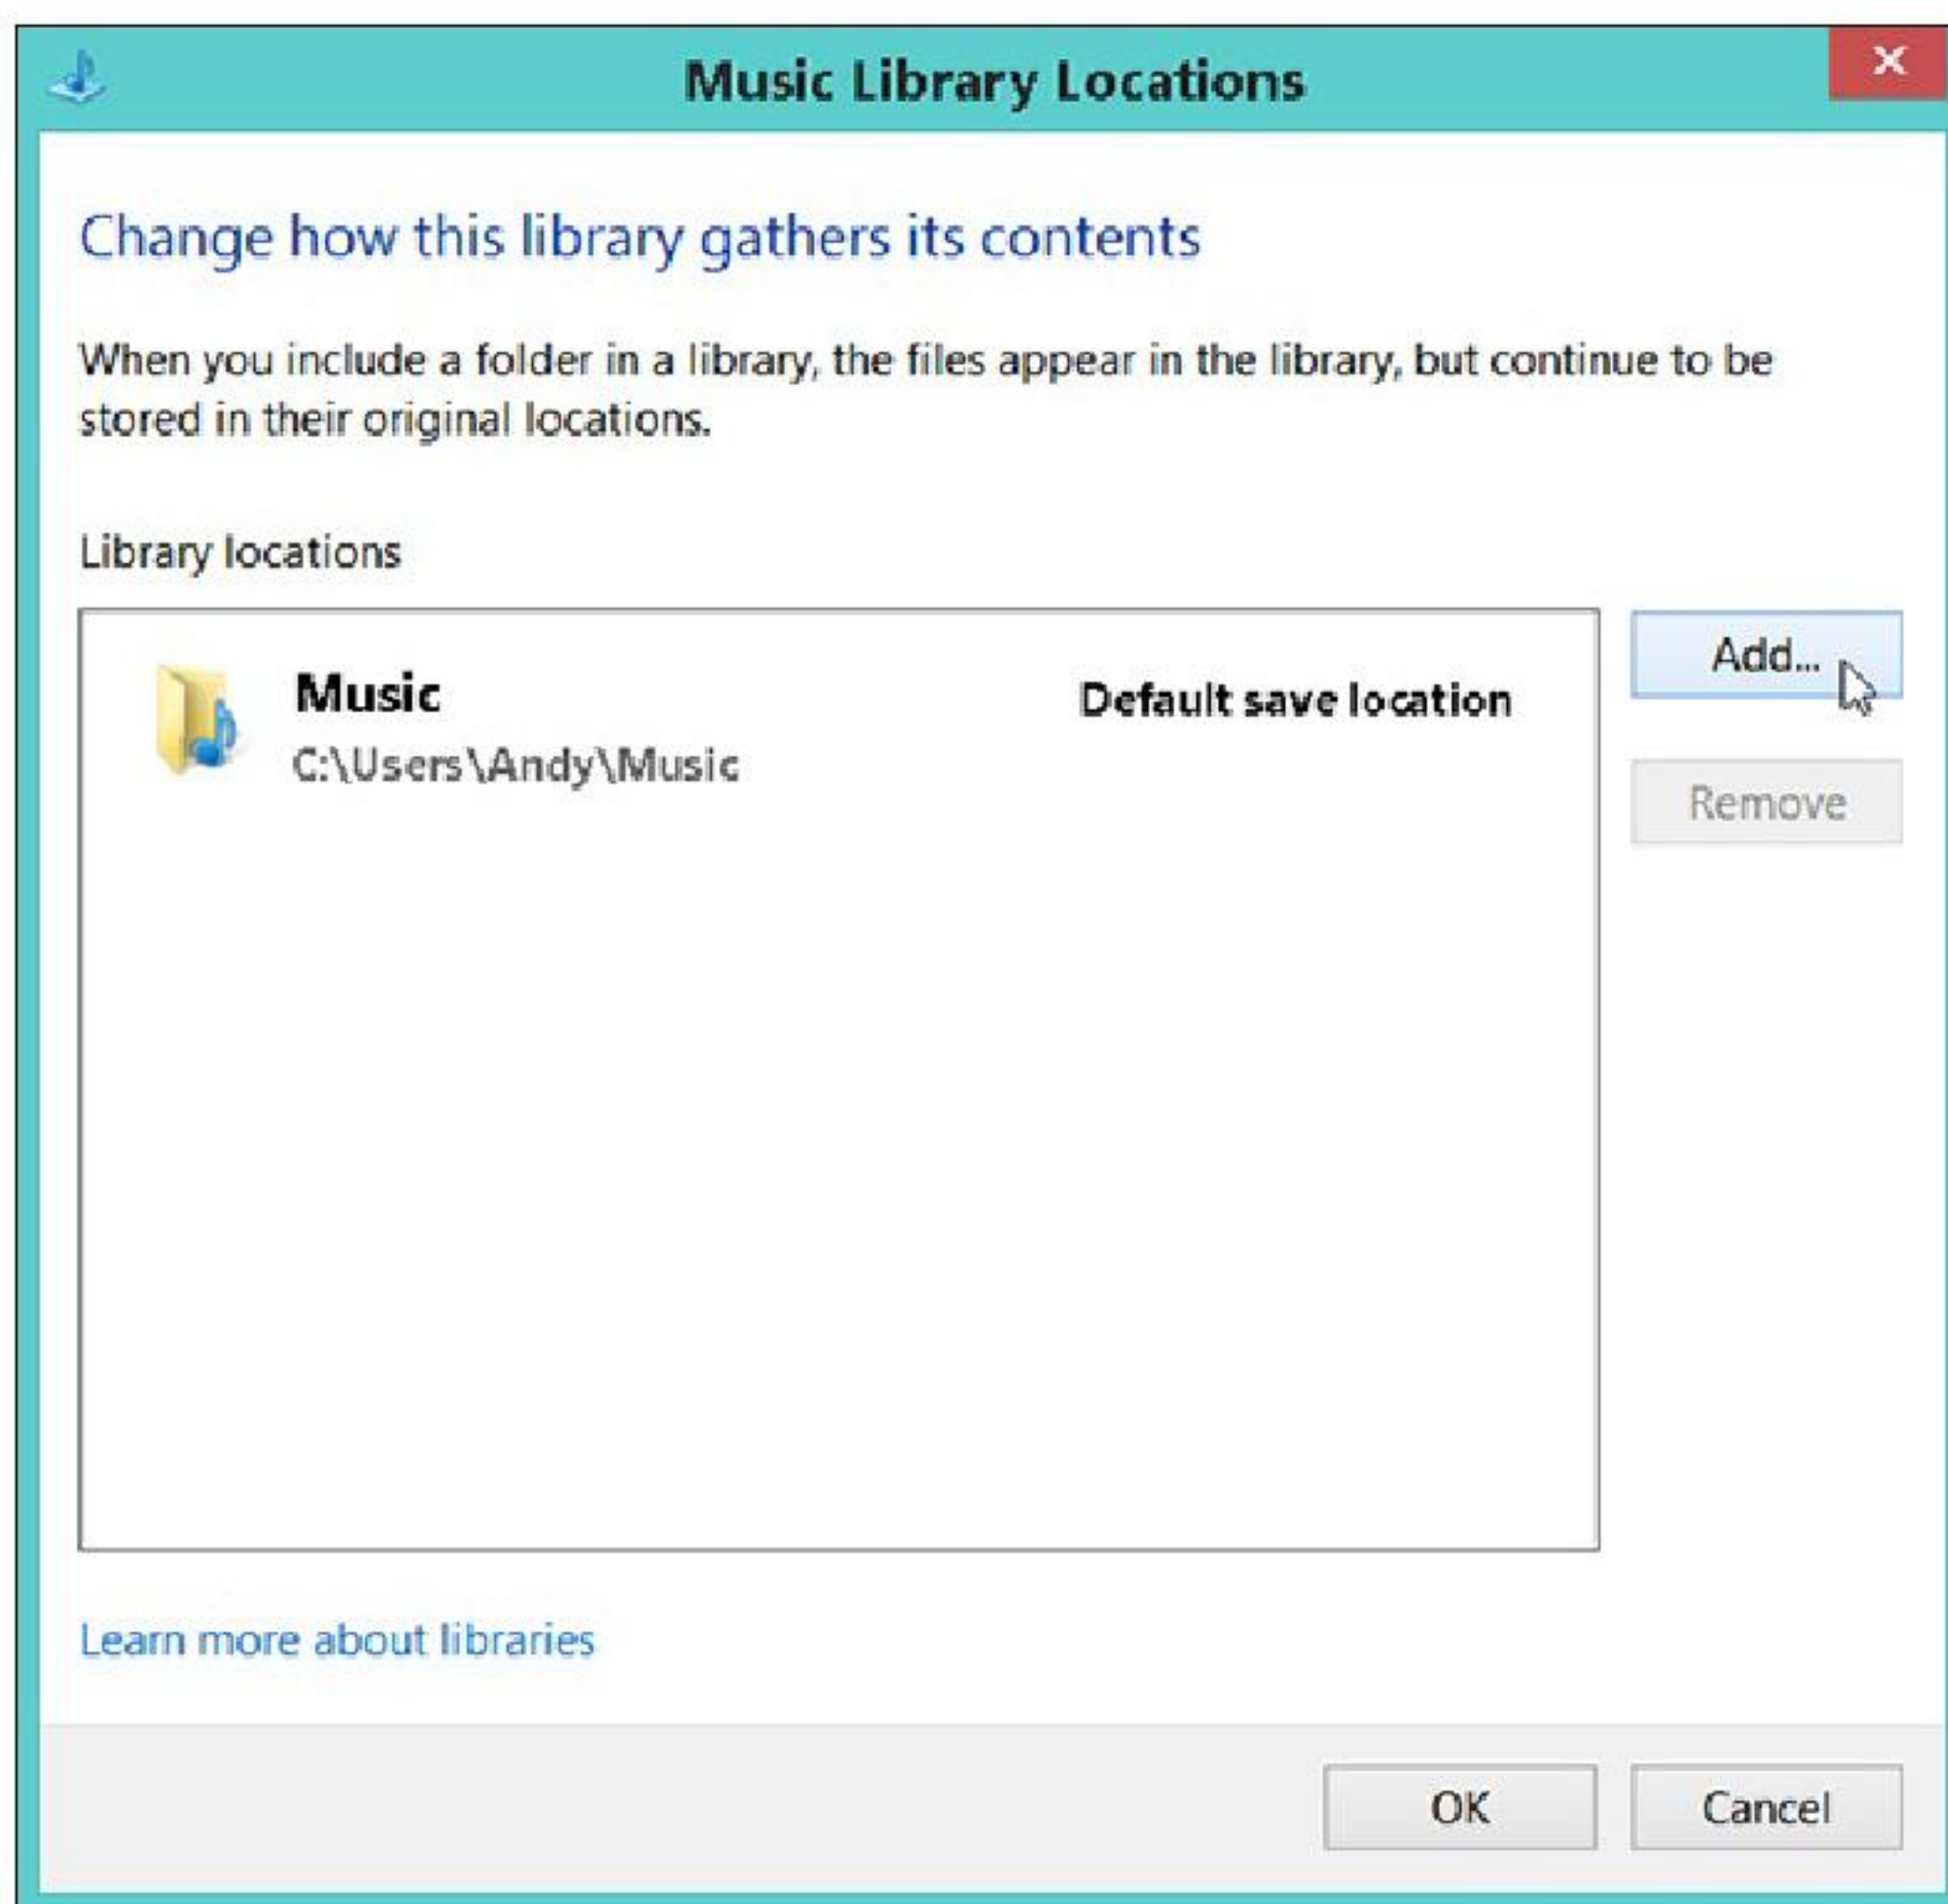 Music Library Locations
Change how this library gathers its contents
When you include a folder in a library, the files appear in the library, but continue to be
stored in their original locations.
Library locations
Music
Default save location
C:\Users\Andy\Music
Add...
Remove
Learn more about libraries
OK
Cancel